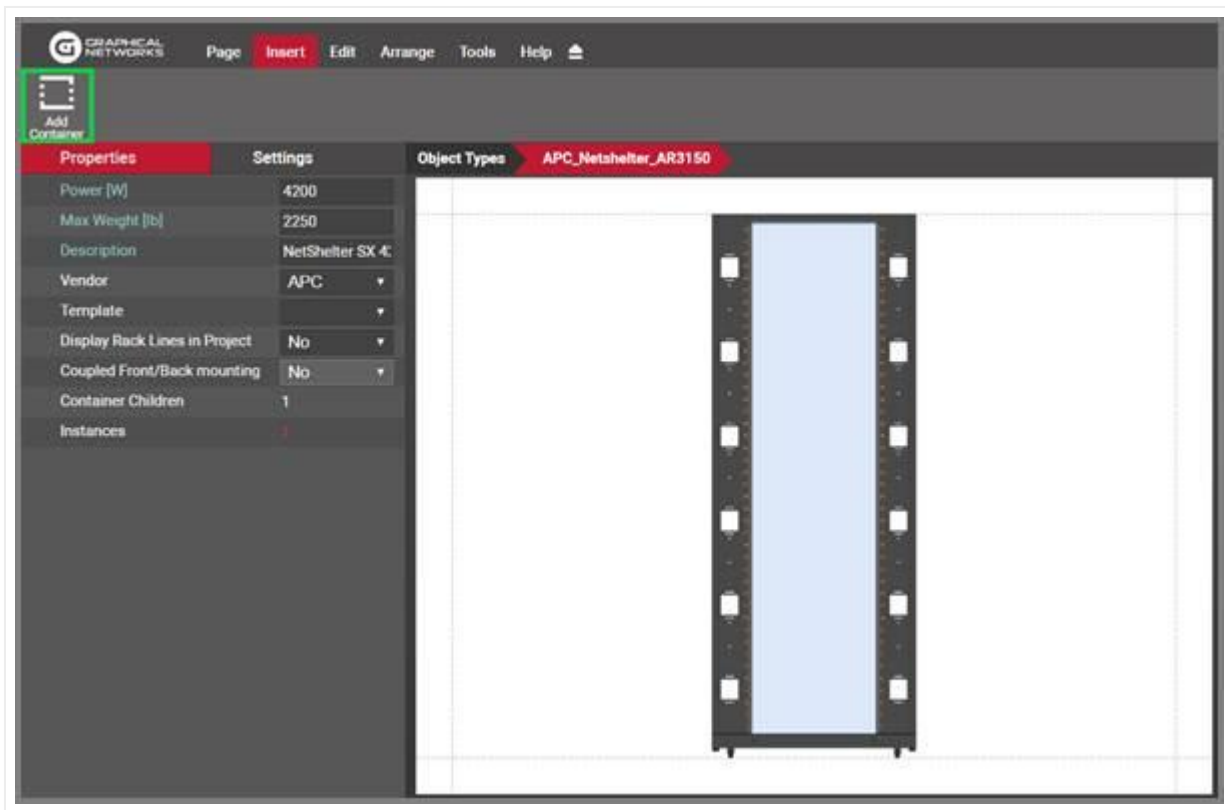 GRAPHICAL
NETWORKS
Page Insert Edit Arrange Tools Help
Add
Container
Properties Settings Object Types APC_Netshelter_AR3150
Power [W] 4200
Max Weight [lb] 2250
Description NetShelter SX 42
Vendor APC
Template
Display Rack Lines in Project No
Coupled Front/Back mounting No
Container Children 1
Instances 1